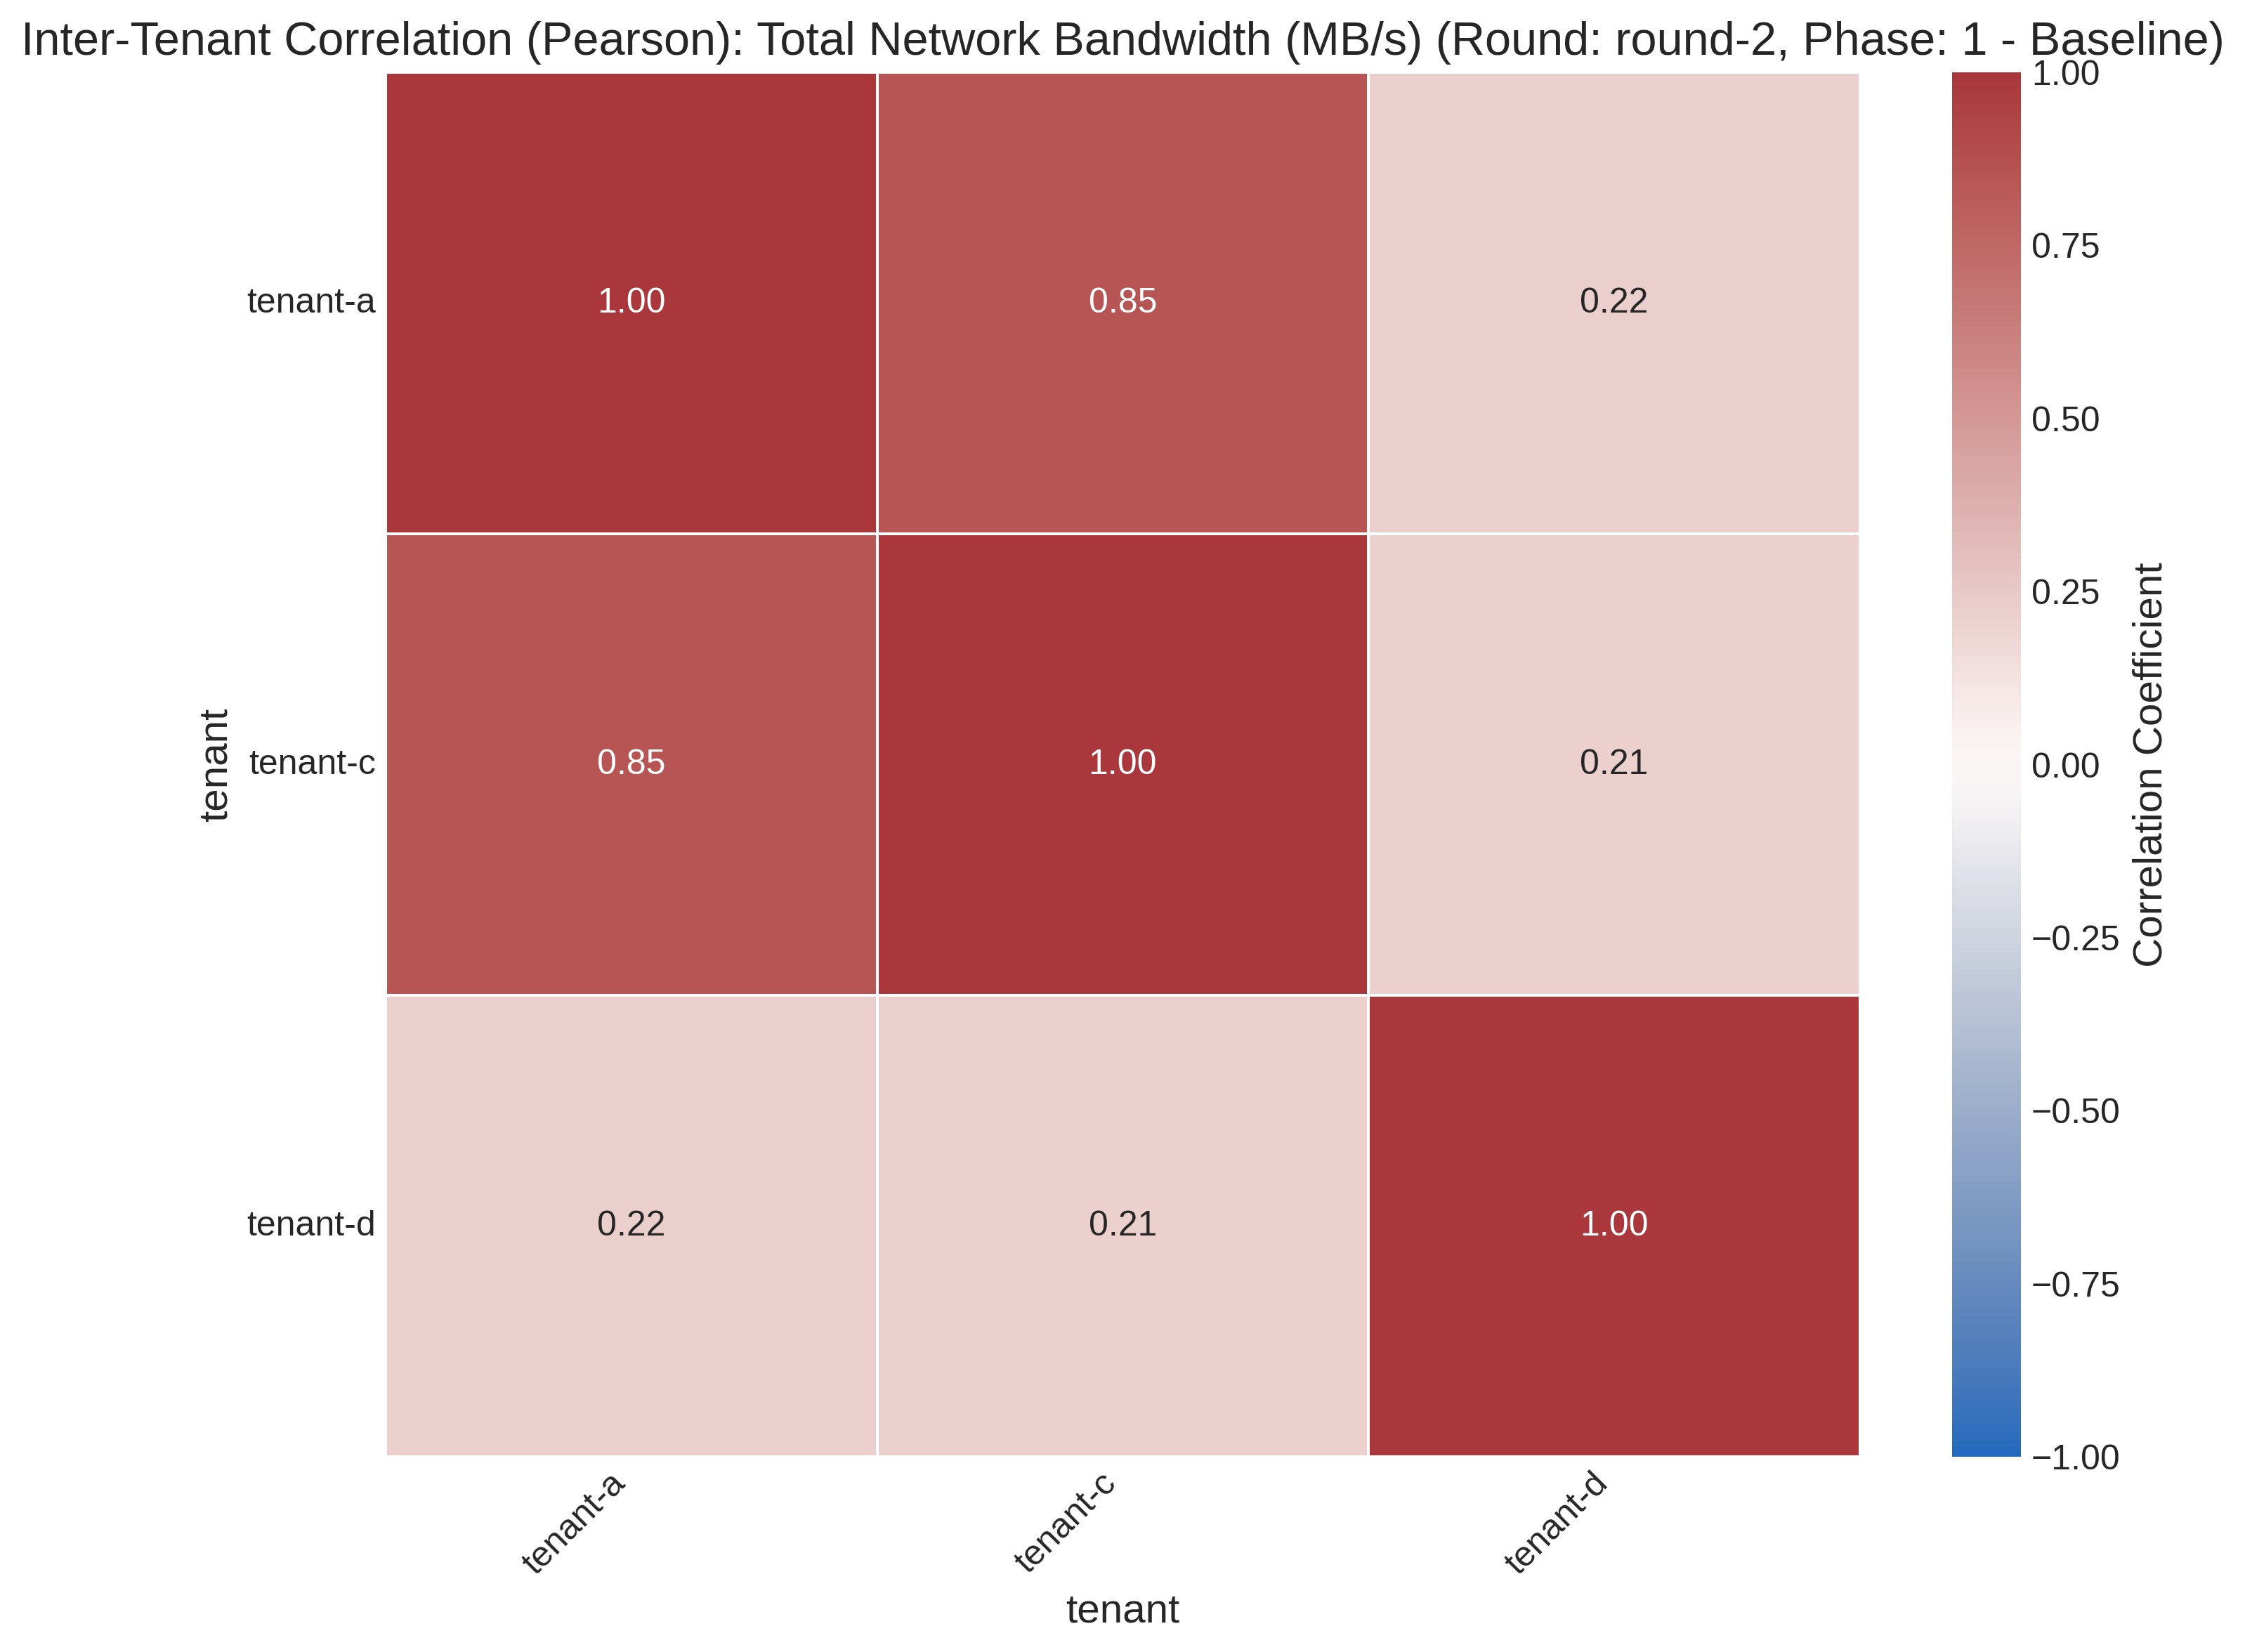 Inter-Tenant Correlation (Pearson): Total Network Bandwidth (MB/s) (Round: round-2, Phase: 1 - Baseline)
tenant
tenant-a
1.00
0.85
0.22
tenant-c
0.85
1.00
0.21
tenant-d
0.22
0.21
1.00
tenant-a
tenant-c
tenant-d
tenant
1.00
0.75
0.50
0.25
0.00
−0.25
−0.50
−0.75
−1.00
Correlation Coefficient